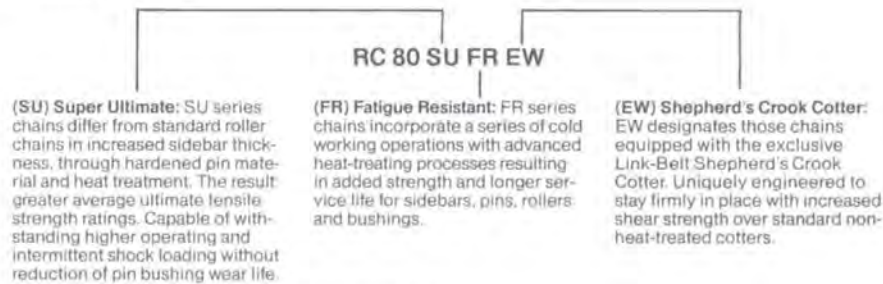 RC 80 SU FR EW
(SU) Super Ultimate: SU series
chains differ from standard roller
chains in increased sidebar thick-
ness, through hardened pin mate-
rial and heat treatment. The result:
greater average ultimate tensile
strength ratings. Capable of with-
standing higher operating and
intermittent shock loading without
reduction of pin bushing wear life.
(FR) Fatigue Resistant: FR series
chains incorporate a series of cold
working operations with advanced
heat-treating processes resulting
in added strength and longer ser-
vice life for sidebars, pins, rollers
and bushings.
(EW) Shepherd's Crook Cotter:
EW designates those chains
equipped with the exclusive
Link-Belt Shepherd's Crook
Cotter. Uniquely engineered to
stay firmly in place with increased
shear strength over standard non-
heat-treated cotters.